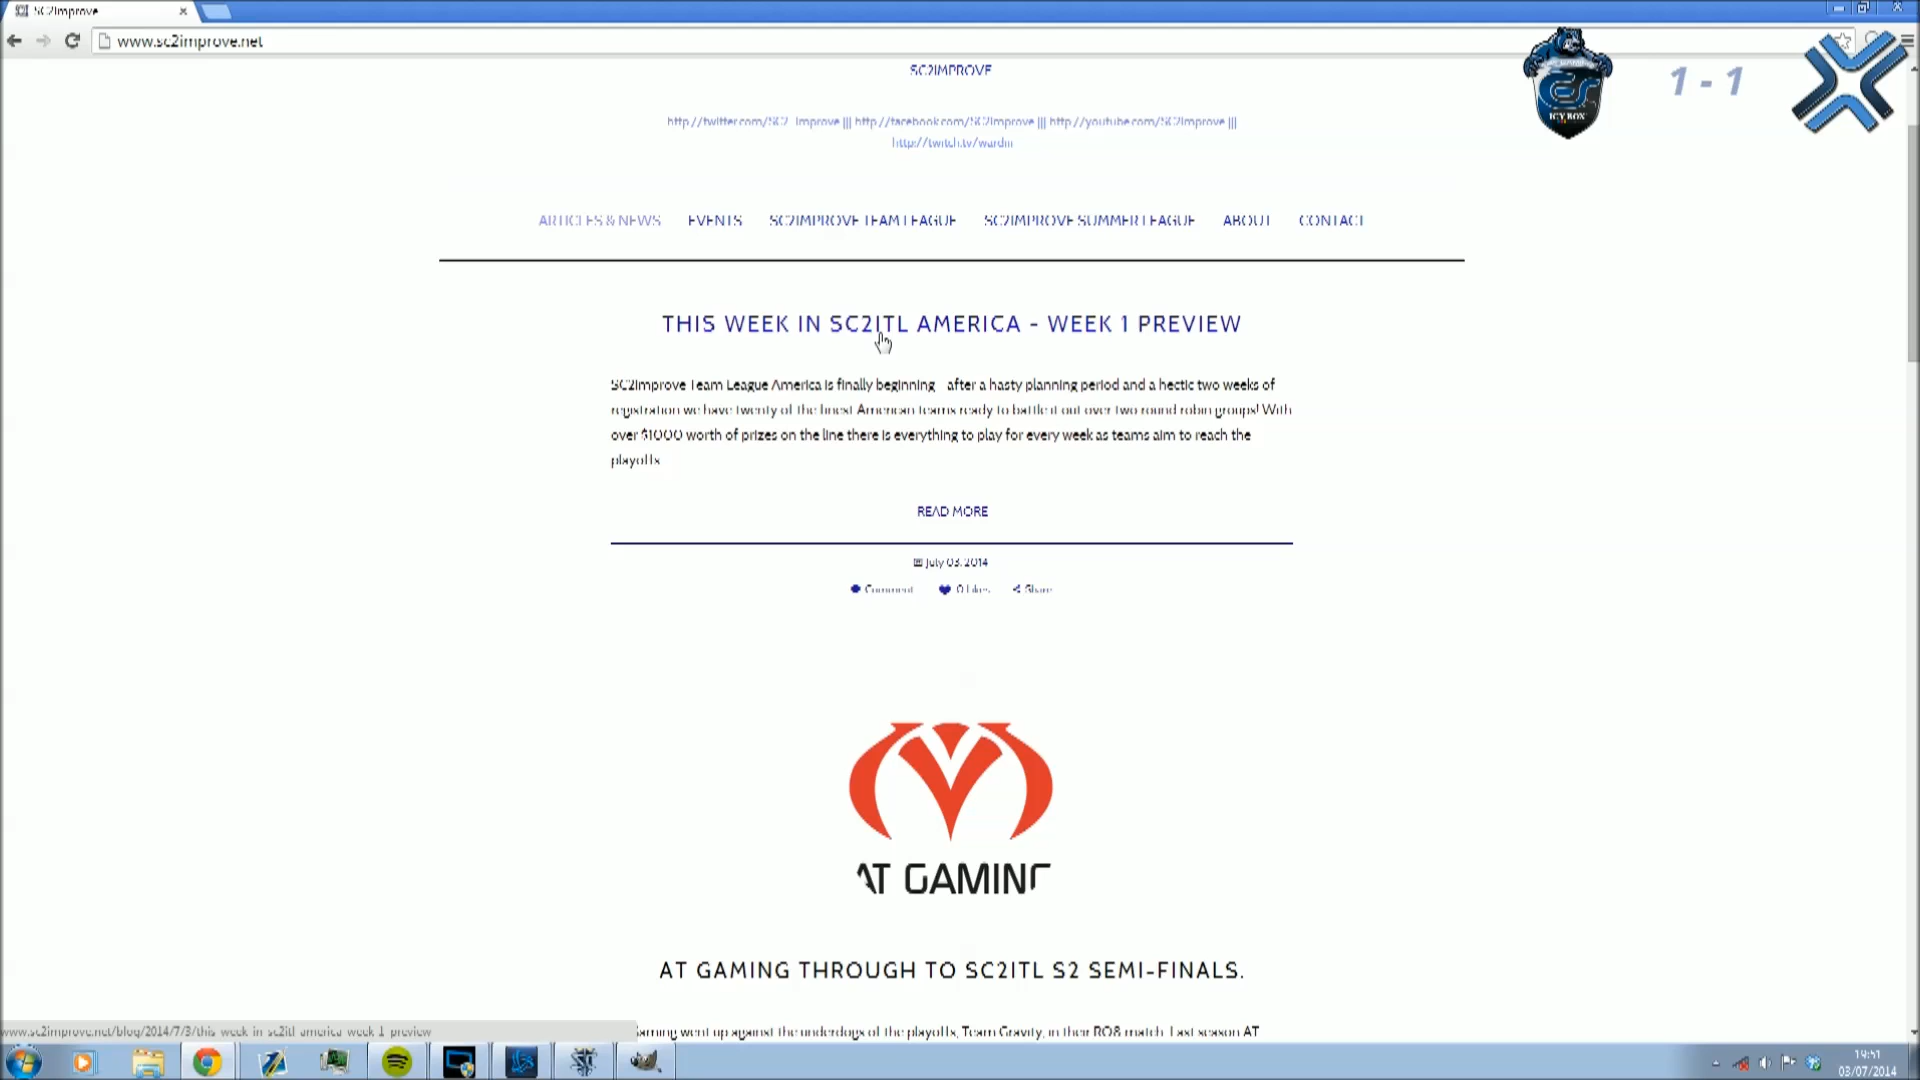 SC2Improve
www.sc2improve.net
SC2IMPROVE
1 - 1
ICY BOX
http://twitter.com/SC2_Improve ||| http://facebook.com/SC2Improve ||| http://youtube.com/SC2Improve |||
http://twitch.tv/wardiii
ARTICLES & NEWS EVENTS SC2IMPROVE TEAM LEAGUE SC2IMPROVE SUMMER LEAGUE ABOUT CONTACT
THIS WEEK IN SC2ITL AMERICA - WEEK 1 PREVIEW
SC2Improve Team League America is finally beginning - after a hasty planning period and a hectic two weeks of
registration we have twenty of the finest American teams ready to battle it out over two round robin groups! With
over $1000 worth of prizes on the line there is everything to play for every week as teams aim to reach the
playoffs.
READ MORE
July 03, 2014
Comment 0 Likes Share
AT GAMING
AT GAMING THROUGH TO SC2ITL S2 SEMI-FINALS.
Gaming went up against the underdogs of the playoffs, Team Gravity, in their RO8 match. Last season AT
www.sc2improve.net/blog/2014/7/3/this-week-in-sc2itl-america-week-1-preview
19:51
03/07/2014